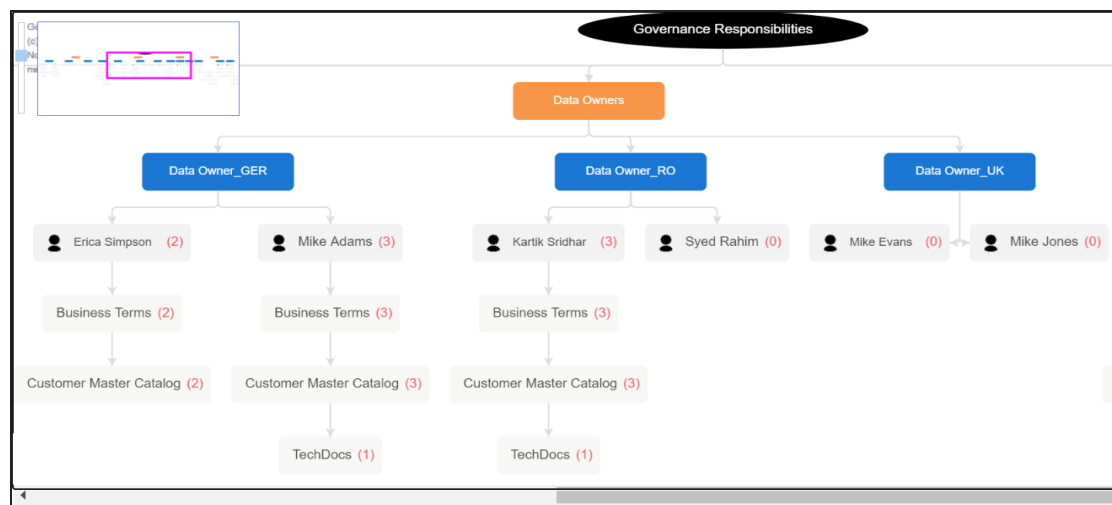 Governance Responsibilities
Data Owners
Data Owner_GER
Data Owner_RO
Data Owner_UK
Erica Simpson (2)
Mike Adams (3)
Kartik Sridhar (3)
Syed Rahim (0)
Mike Evans (0)
Mike Jones (0)
Business Terms (2)
Business Terms (3)
Business Terms (3)
Customer Master Catalog (2)
Customer Master Catalog (3)
Customer Master Catalog (3)
TechDocs (1)
TechDocs (1)